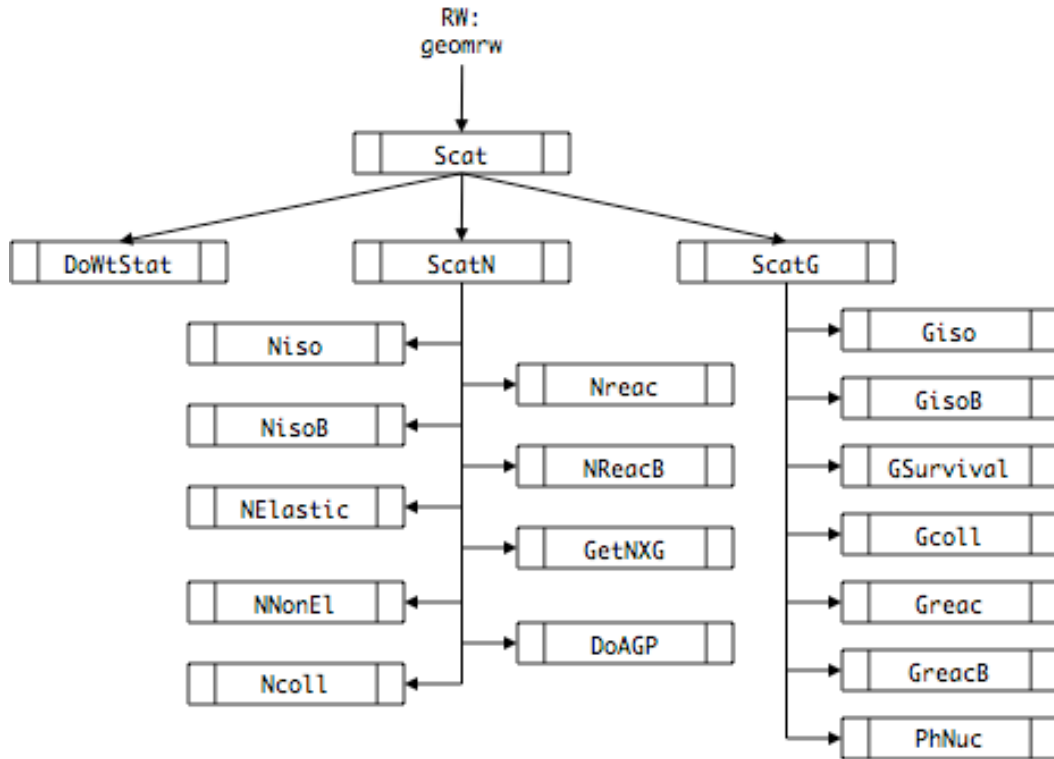 RW:
geomrw
Scat
DoWtStat
ScatN
ScatG
Niso
Giso
Nreac
GisoB
NisoB
NReacB
GSurvival
NElastic
Gcoll
GetNXG
NNonEl
Greac
DoAGP
GreacB
Ncoll
PhNuc